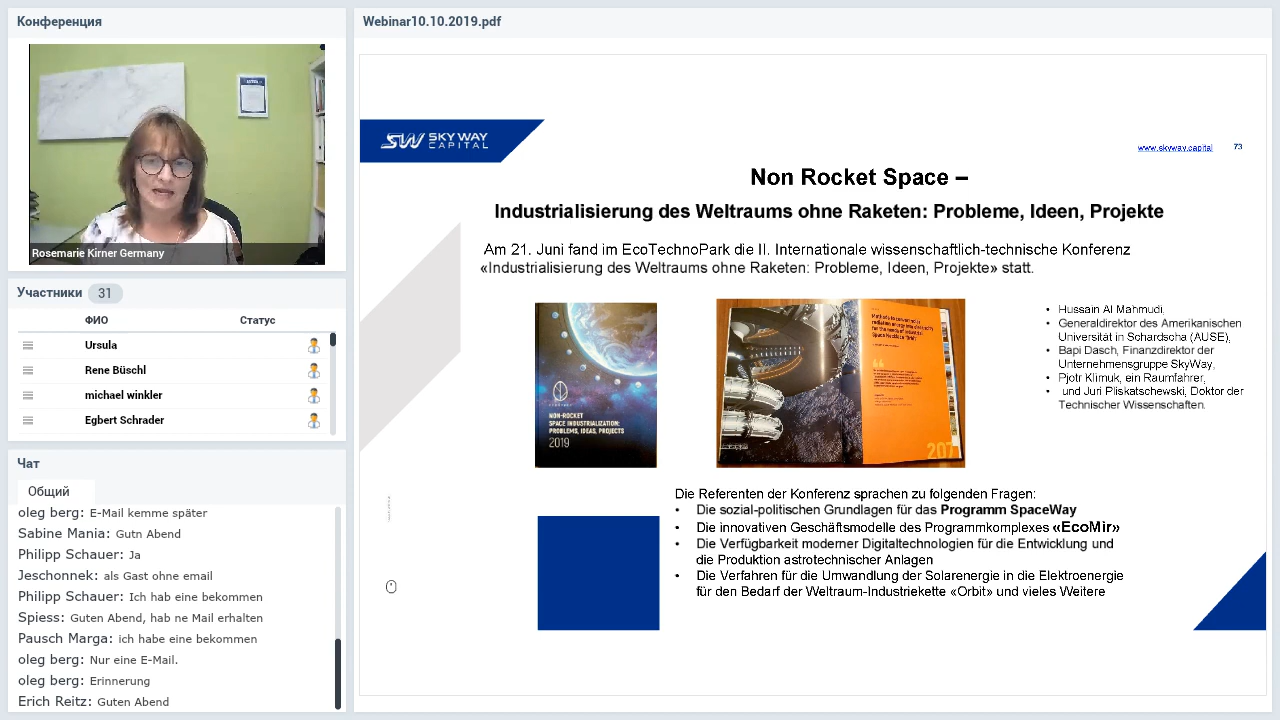 Конференция
Rosemarie Kirner Germany
Участники 31
ФИО Статус
Ursula
Rene Büschl
michael winkler
Egbert Schrader
Чат
Общий
oleg berg: E-Mail kemme später
Sabine Mania: Gutn Abend
Philipp Schauer: Ja
Jeschonnek: als Gast ohne email
Philipp Schauer: Ich hab eine bekommen
Spiess: Guten Abend, hab ne Mail erhalten
Pausch Marga: ich habe eine bekommen
oleg berg: Nur eine E-Mail.
oleg berg: Erinnerung
Erich Reitz: Guten Abend
Webinar10.10.2019.pdf
SW SKY WAY
CAPITAL
www.skyway.capital 73
Non Rocket Space –
Industrialisierung des Weltraums ohne Raketen: Probleme, Ideen, Projekte
Am 21. Juni fand im EcoTechnoPark die II. Internationale wissenschaftlich-technische Konferenz
«Industrialisierung des Weltraums ohne Raketen: Probleme, Ideen, Projekte» statt.
NON-ROCKET
SPACE INDUSTRIALIZATION:
PROBLEMS, IDEAS, PROJECTS
2019
207
• Hussain Al Mahmudi,
• Generaldirektor des Amerikanischen
Universität in Schardscha (AUSE),
• Bapi Dasch, Finanzdirektor der
Unternehmensgruppe SkyWay,
• Pjotr Klimuk, ein Raumfahrer,
• und Juri Pliskatschewski, Doktor der
Technischer Wissenschaften.
Die Referenten der Konferenz sprachen zu folgenden Fragen:
• Die sozial-politischen Grundlagen für das Programm SpaceWay
• Die innovativen Geschäftsmodelle des Programmkomplexes «EcoMir»
• Die Verfügbarkeit moderner Digitaltechnologien für die Entwicklung und
die Produktion astrotechnischer Anlagen
• Die Verfahren für die Umwandlung der Solarenergie in die Elektroenergie
für den Bedarf der Weltraum-Industriekette «Orbit» und vieles Weitere